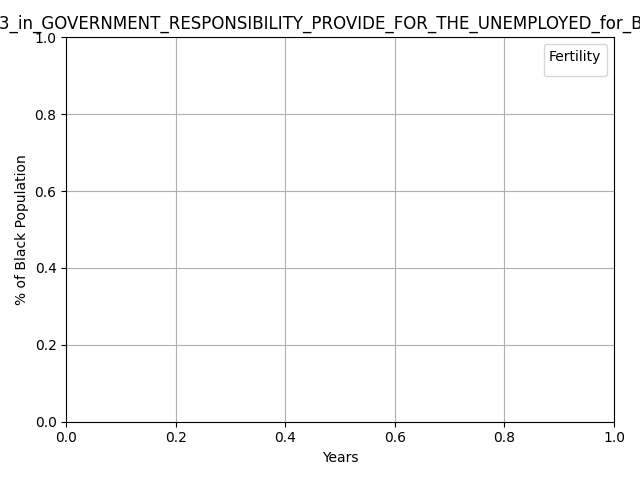 3_in_GOVERNMENT_RESPONSIBILITY_PROVIDE_FOR_THE_UNEMPLOYED_for_B
Fertility
1.0
0.8
0.6
0.4
0.2
0.0
% of Black Population
0.0 0.2 0.4 0.6 0.8 1.0
Years